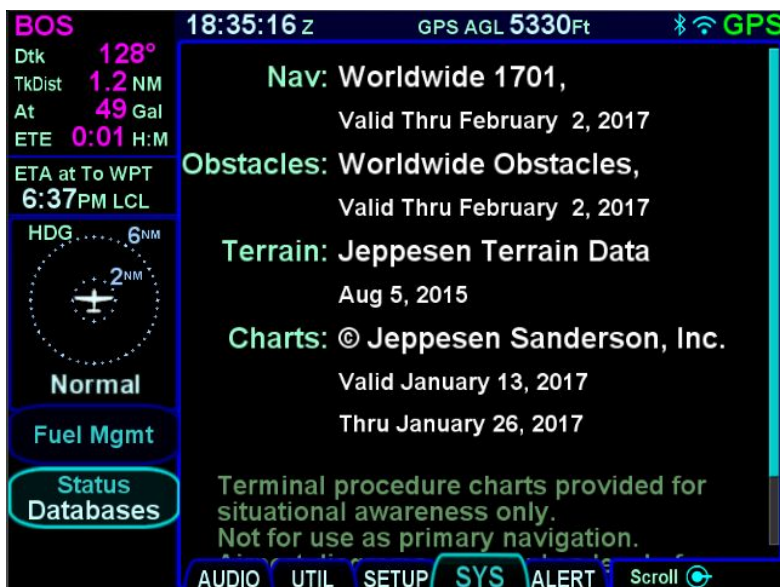 BOS
18:35:16 Z
GPS AGL 5330Ft
GPS
Dtk 128°
TkDist 1.2 NM
At 49 Gal
ETE 0:01 H:M
ETA at To WPT
6:37PM LCL
HDG
6NM
2NM
Normal
Fuel Mgmt
Status
Databases
Nav: Worldwide 1701,
Valid Thru February 2, 2017
Obstacles: Worldwide Obstacles,
Valid Thru February 2, 2017
Terrain: Jeppesen Terrain Data
Aug 5, 2015
Charts: © Jeppesen Sanderson, Inc.
Valid January 13, 2017
Thru January 26, 2017
Terminal procedure charts provided for
situational awareness only.
Not for use as primary navigation.
AUDIO UTIL SETUP SYS ALERT Scroll